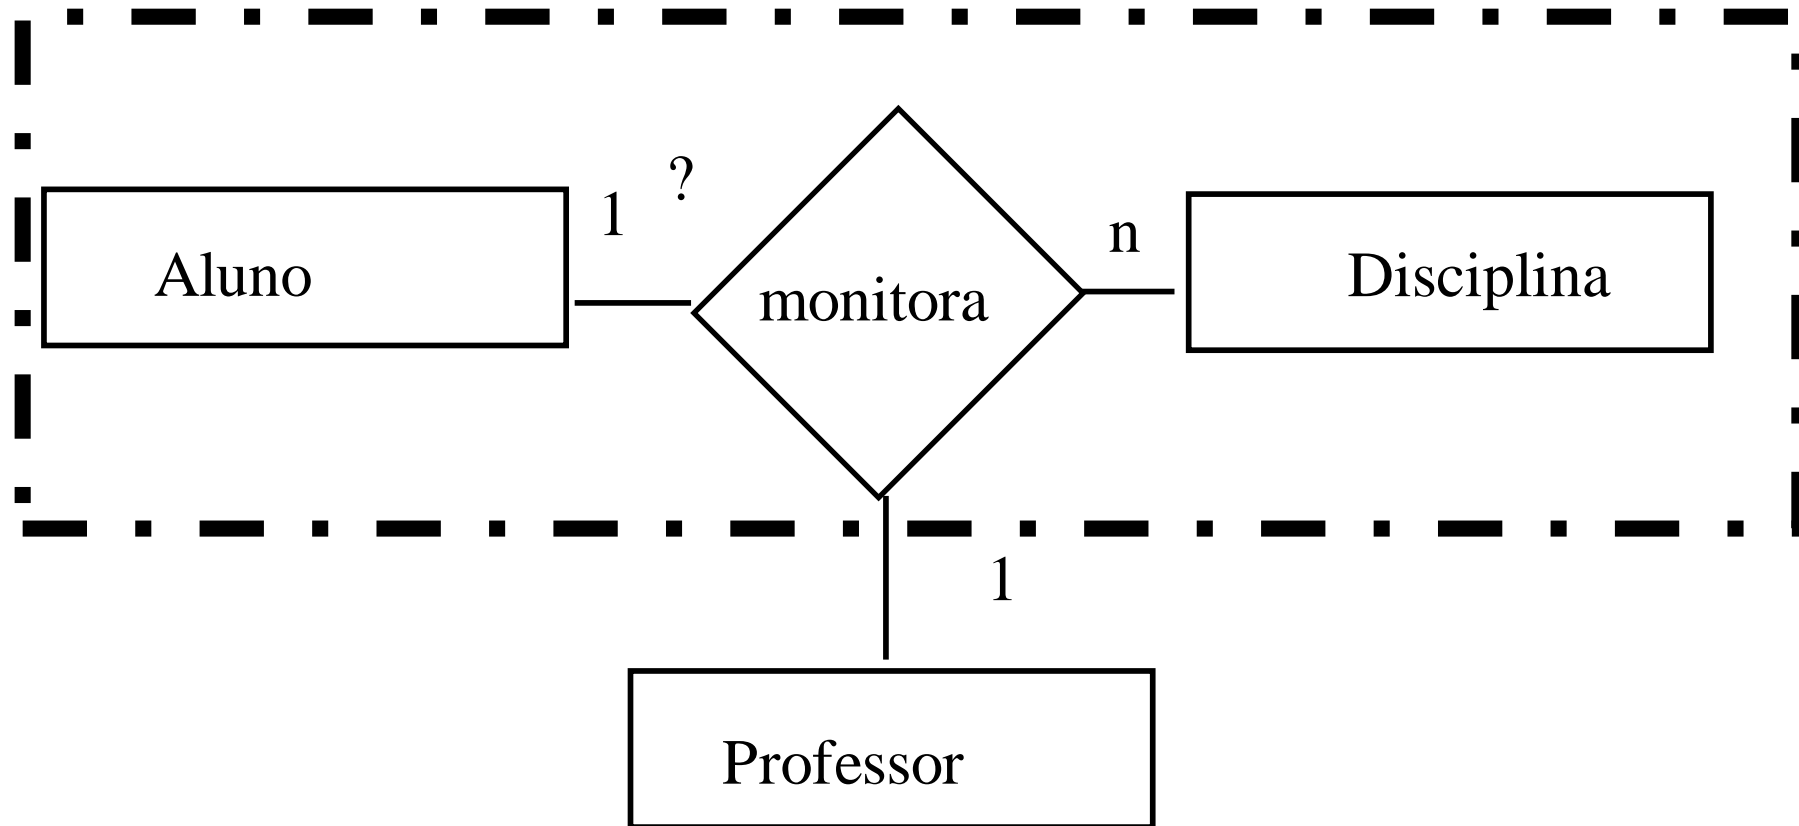 ?
1
n
Aluno
Disciplina
monitora
1
Professor